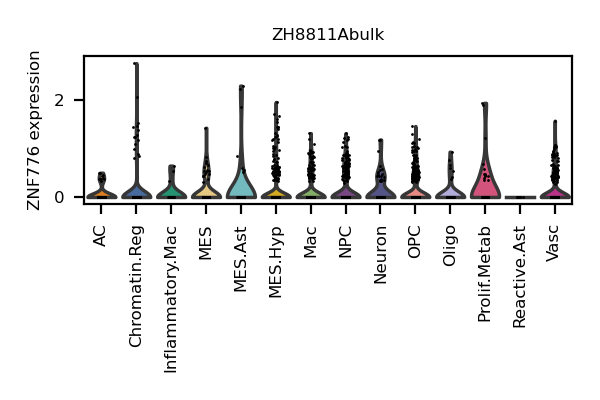 ZH8811Abulk
ZNF776 expression
2
0
AC
Chromatin.Reg
Inflammatory.Mac
MES
MES.Ast
MES.Hyp
Mac
NPC
Neuron
OPC
Oligo
Prolif.Metab
Reactive.Ast
Vasc